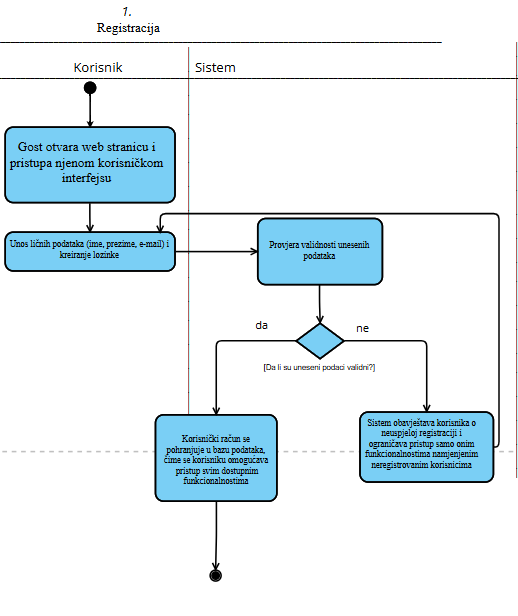 1.
Registracija
Korisnik
Sistem
Gost otvara web stranicu i
pristupa njenom korisničkom
interfejsu
Unos ličnih podataka (ime, prezime, e-mail) i
kreiranje lozinke
Provjera validnosti unesenih
podataka
da
ne
[Da li su uneseni podaci validni?]
Korisnički račun se
pohranjuje u bazu podataka,
čime se korisniku omogućava
pristup svim dostupnim
funkcionalnostima
Sistem obavještava korisnika o
neuspjeloj registraciji i
ograničava pristup samo onim
funkcionalnostima namjenjenim
neregistrovanim korisnicima